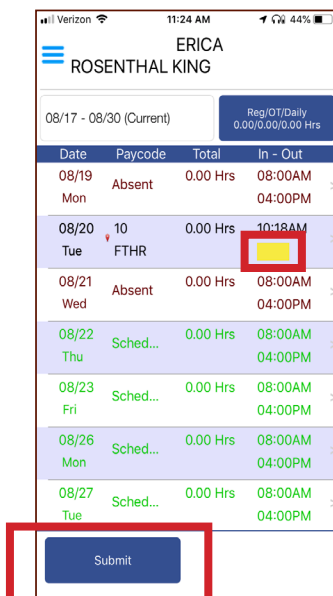 Verizon 11:24 AM 44%
ERICA
ROSENTHAL KING
08/17 - 08/30 (Current)
Reg/OT/Daily
0.00/0.00/0.00 Hrs
Date Paycode Total In - Out
08/19 Absent 0.00 Hrs 08:00AM
Mon 04:00PM
08/20 10 0.00 Hrs 10:18AM
Tue FTHR
08/21 Absent 0.00 Hrs 08:00AM
Wed 04:00PM
08/22 Sched... 0.00 Hrs 08:00AM
Thu 04:00PM
08/23 Sched... 0.00 Hrs 08:00AM
Fri 04:00PM
08/26 Sched... 0.00 Hrs 08:00AM
Mon 04:00PM
08/27 Sched... 0.00 Hrs 08:00AM
Tue 04:00PM
Submit